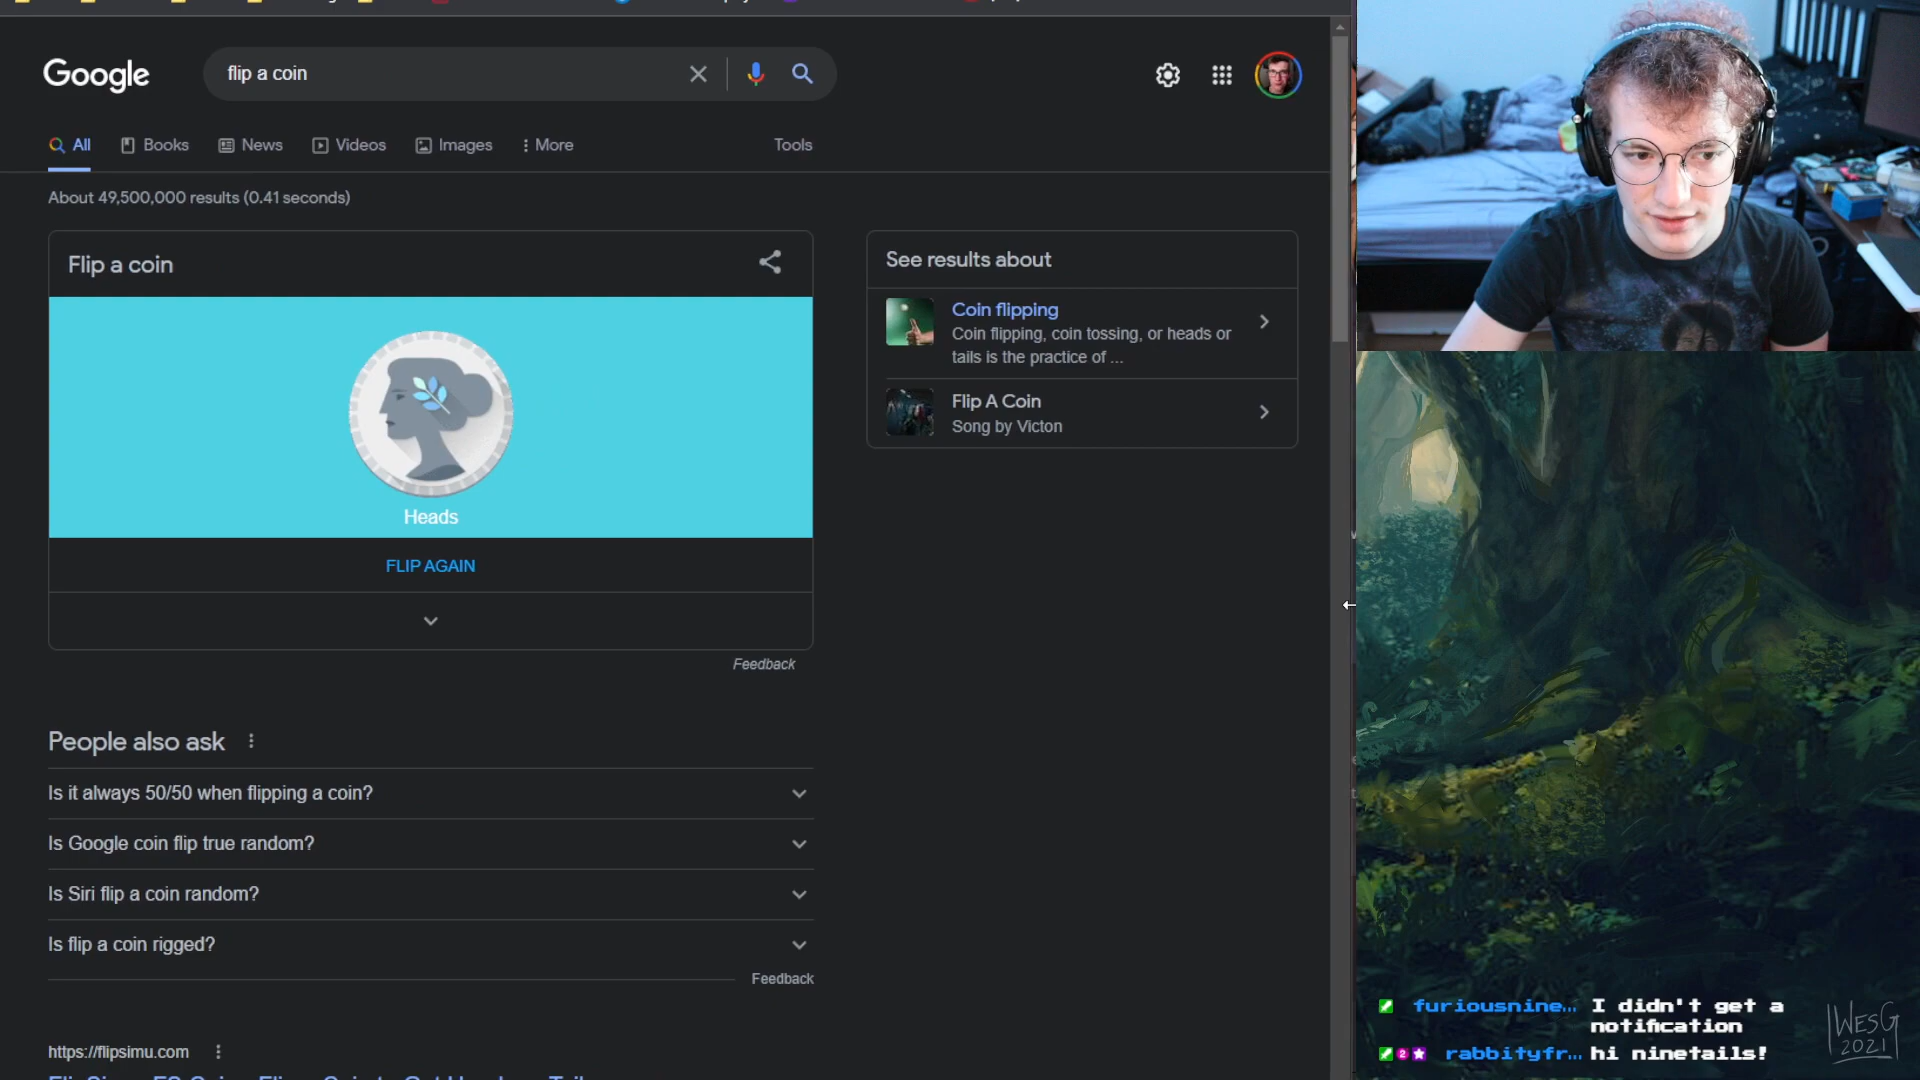 Google
flip a coin
All
Books
News
Videos
Images
More
Tools
About 49,500,000 results (0.41 seconds)
Flip a coin
Heads
FLIP AGAIN
Feedback
See results about
Coin flipping
Coin flipping, coin tossing, or heads or
tails is the practice of ...
Flip A Coin
Song by Victon
People also ask
Is it always 50/50 when flipping a coin?
Is Google coin flip true random?
Is Siri flip a coin random?
Is flip a coin rigged?
Feedback
https://flipsimu.com
furiousnine... I didn't get a
notification
2 rabbityfr... hi ninetails!
WESG
2021